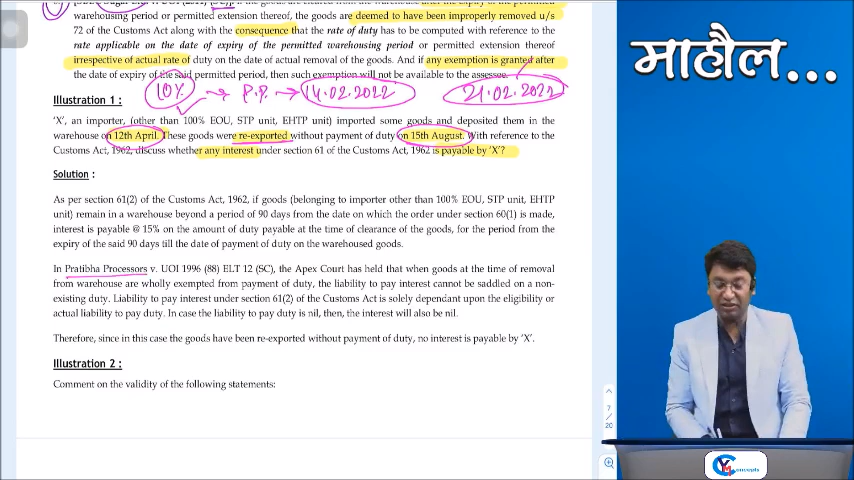 warehousing period or permitted extension thereof, the goods are deemed to have been improperly removed u/s
72 of the Customs Act along with the consequence that the rate of duty has to be computed with reference to the
rate applicable on the date of expiry of the permitted warehousing period or permitted extension thereof
irrespective of actual rate of duty on the date of actual removal of the goods. And if any exemption is granted after
the date of expiry of the said permitted period, then such exemption will not be available to the assessee.
10% → P.P. → 14.02.2022 21.02.2022
Illustration 1 :
‘X’, an importer, (other than 100% EOU, STP unit, EHTP unit) imported some goods and deposited them in the
warehouse on 12th April. These goods were re-exported without payment of duty on 15th August. With reference to the
Customs Act, 1962, discuss whether any interest under section 61 of the Customs Act, 1962 is payable by ‘X’?
Solution :
As per section 61(2) of the Customs Act, 1962, if goods (belonging to importer other than 100% EOU, STP unit, EHTP
unit) remain in a warehouse beyond a period of 90 days from the date on which the order under section 60(1) is made,
interest is payable @ 15% on the amount of duty payable at the time of clearance of the goods, for the period from the
expiry of the said 90 days till the date of payment of duty on the warehoused goods.
In Pratibha Processors v. UOI 1996 (88) ELT 12 (SC), the Apex Court has held that when goods at the time of removal
from warehouse are wholly exempted from payment of duty, the liability to pay interest cannot be saddled on a non-
existing duty. Liability to pay interest under section 61(2) of the Customs Act is solely dependant upon the eligibility or
actual liability to pay duty. In case the liability to pay duty is nil, then, the interest will also be nil.
Therefore, since in this case the goods have been re-exported without payment of duty, no interest is payable by ‘X’.
Illustration 2 :
Comment on the validity of the following statements:
7
/
20
माहौल...
concepts